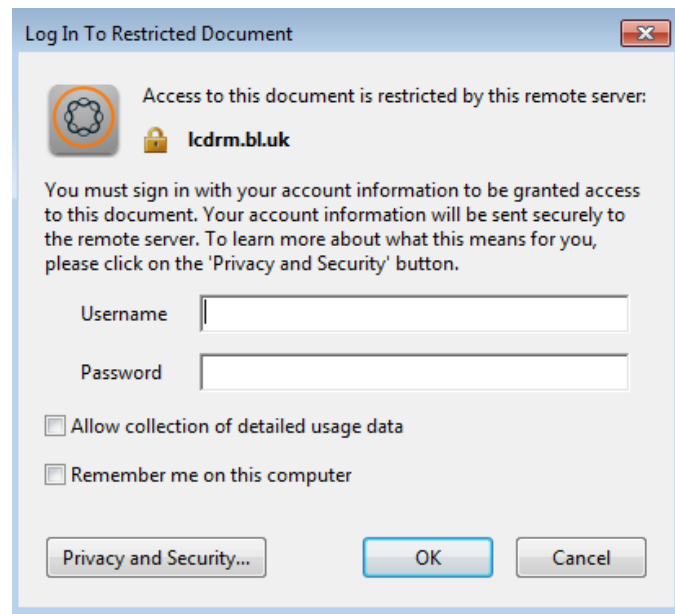 Log In To Restricted Document
Access to this document is restricted by this remote server:
lcdrm.bl.uk
You must sign in with your account information to be granted access
to this document. Your account information will be sent securely to
the remote server. To learn more about what this means for you,
please click on the 'Privacy and Security' button.
Username
Password
Allow collection of detailed usage data
Remember me on this computer
Privacy and Security... OK Cancel